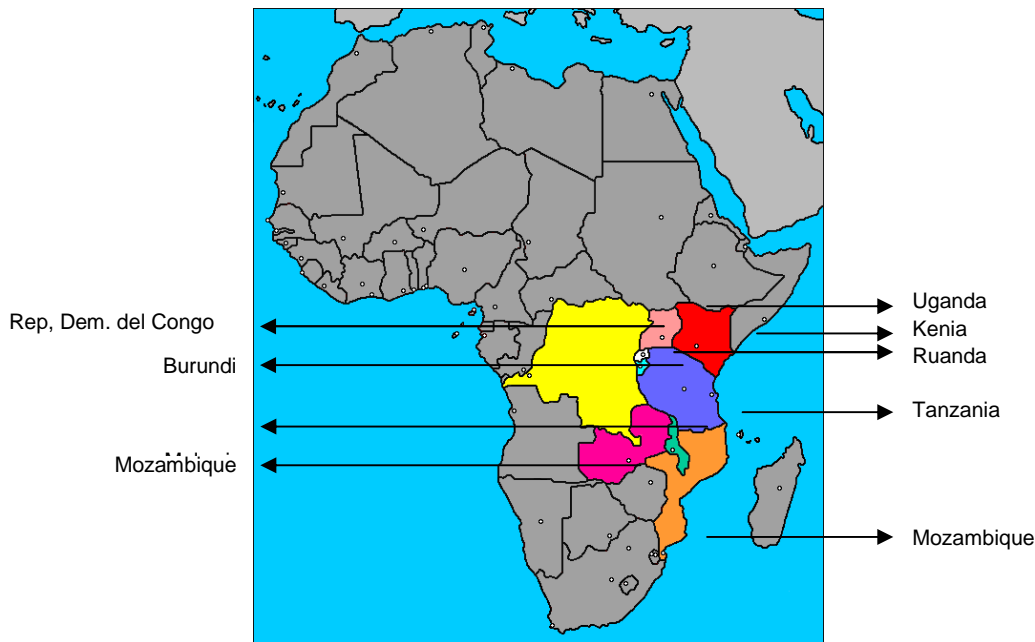 Uganda
Rep, Dem. del Congo
Kenia
Ruanda
Burundi
Tanzania
Mozambique
Mozambique